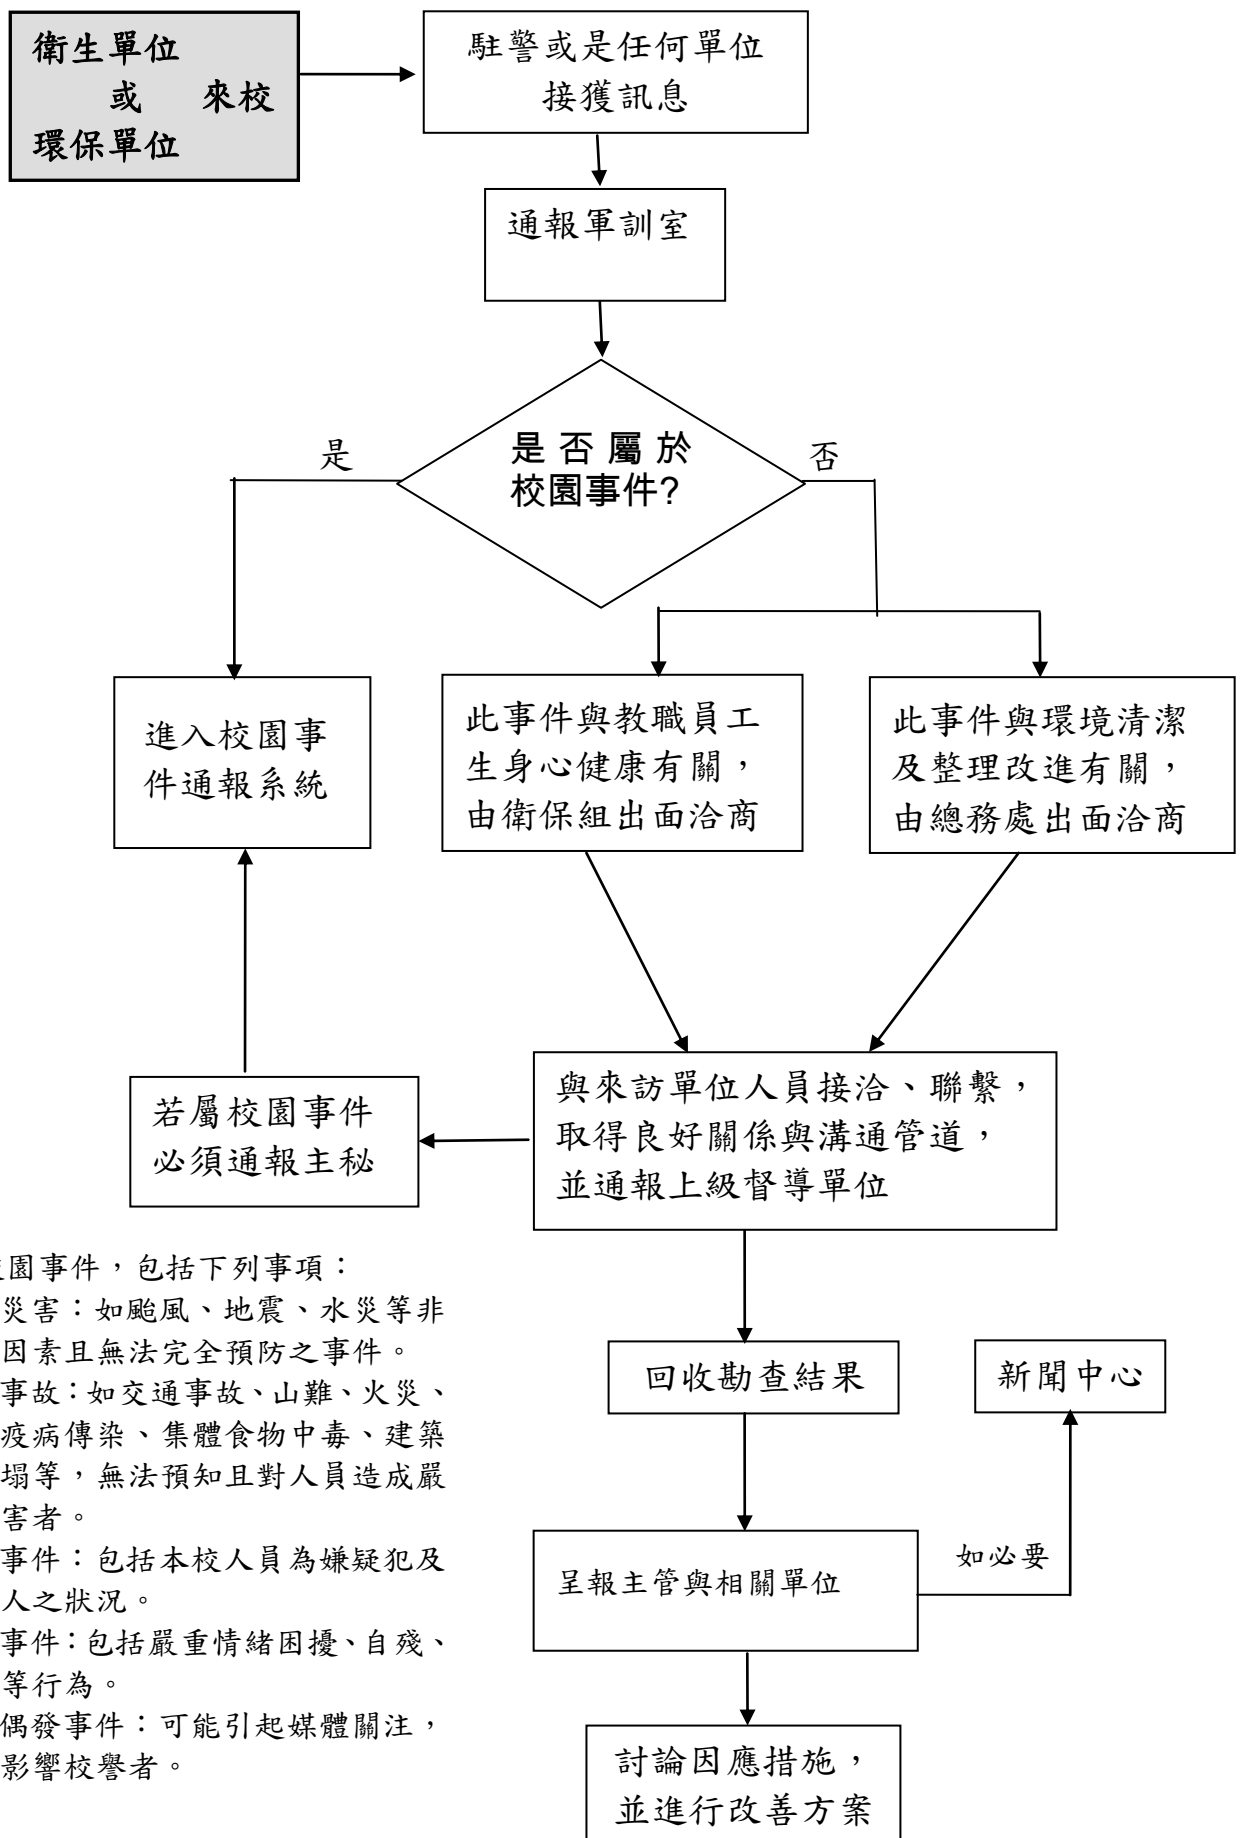 衛生單位
或 來校
環保單位
駐警或是任何單位
接獲訊息
通報軍訓室
是否屬於
校園事件?
是
否
進入校園事
件通報系統
此事件與教職員工
生身心健康有關，
由衛保組出面洽商
此事件與環境清潔
及整理改進有關，
由總務處出面洽商
與來訪單位人員接洽、聯繫，
取得良好關係與溝通管道，
並通報上級督導單位
若屬校園事件
必須通報主秘
園事件，包括下列事項：
災害：如颱風、地震、水災等非
因素且無法完全預防之事件。
事故：如交通事故、山難、火災、
疫病傳染、集體食物中毒、建築
塌等，無法預知且對人員造成嚴
害者。
事件：包括本校人員為嫌疑犯及
人之狀況。
事件：包括嚴重情緒困擾、自殘、
等行為。
偶發事件：可能引起媒體關注，
影響校譽者。
回收勘查結果
新聞中心
呈報主管與相關單位
如必要
討論因應措施，
並進行改善方案